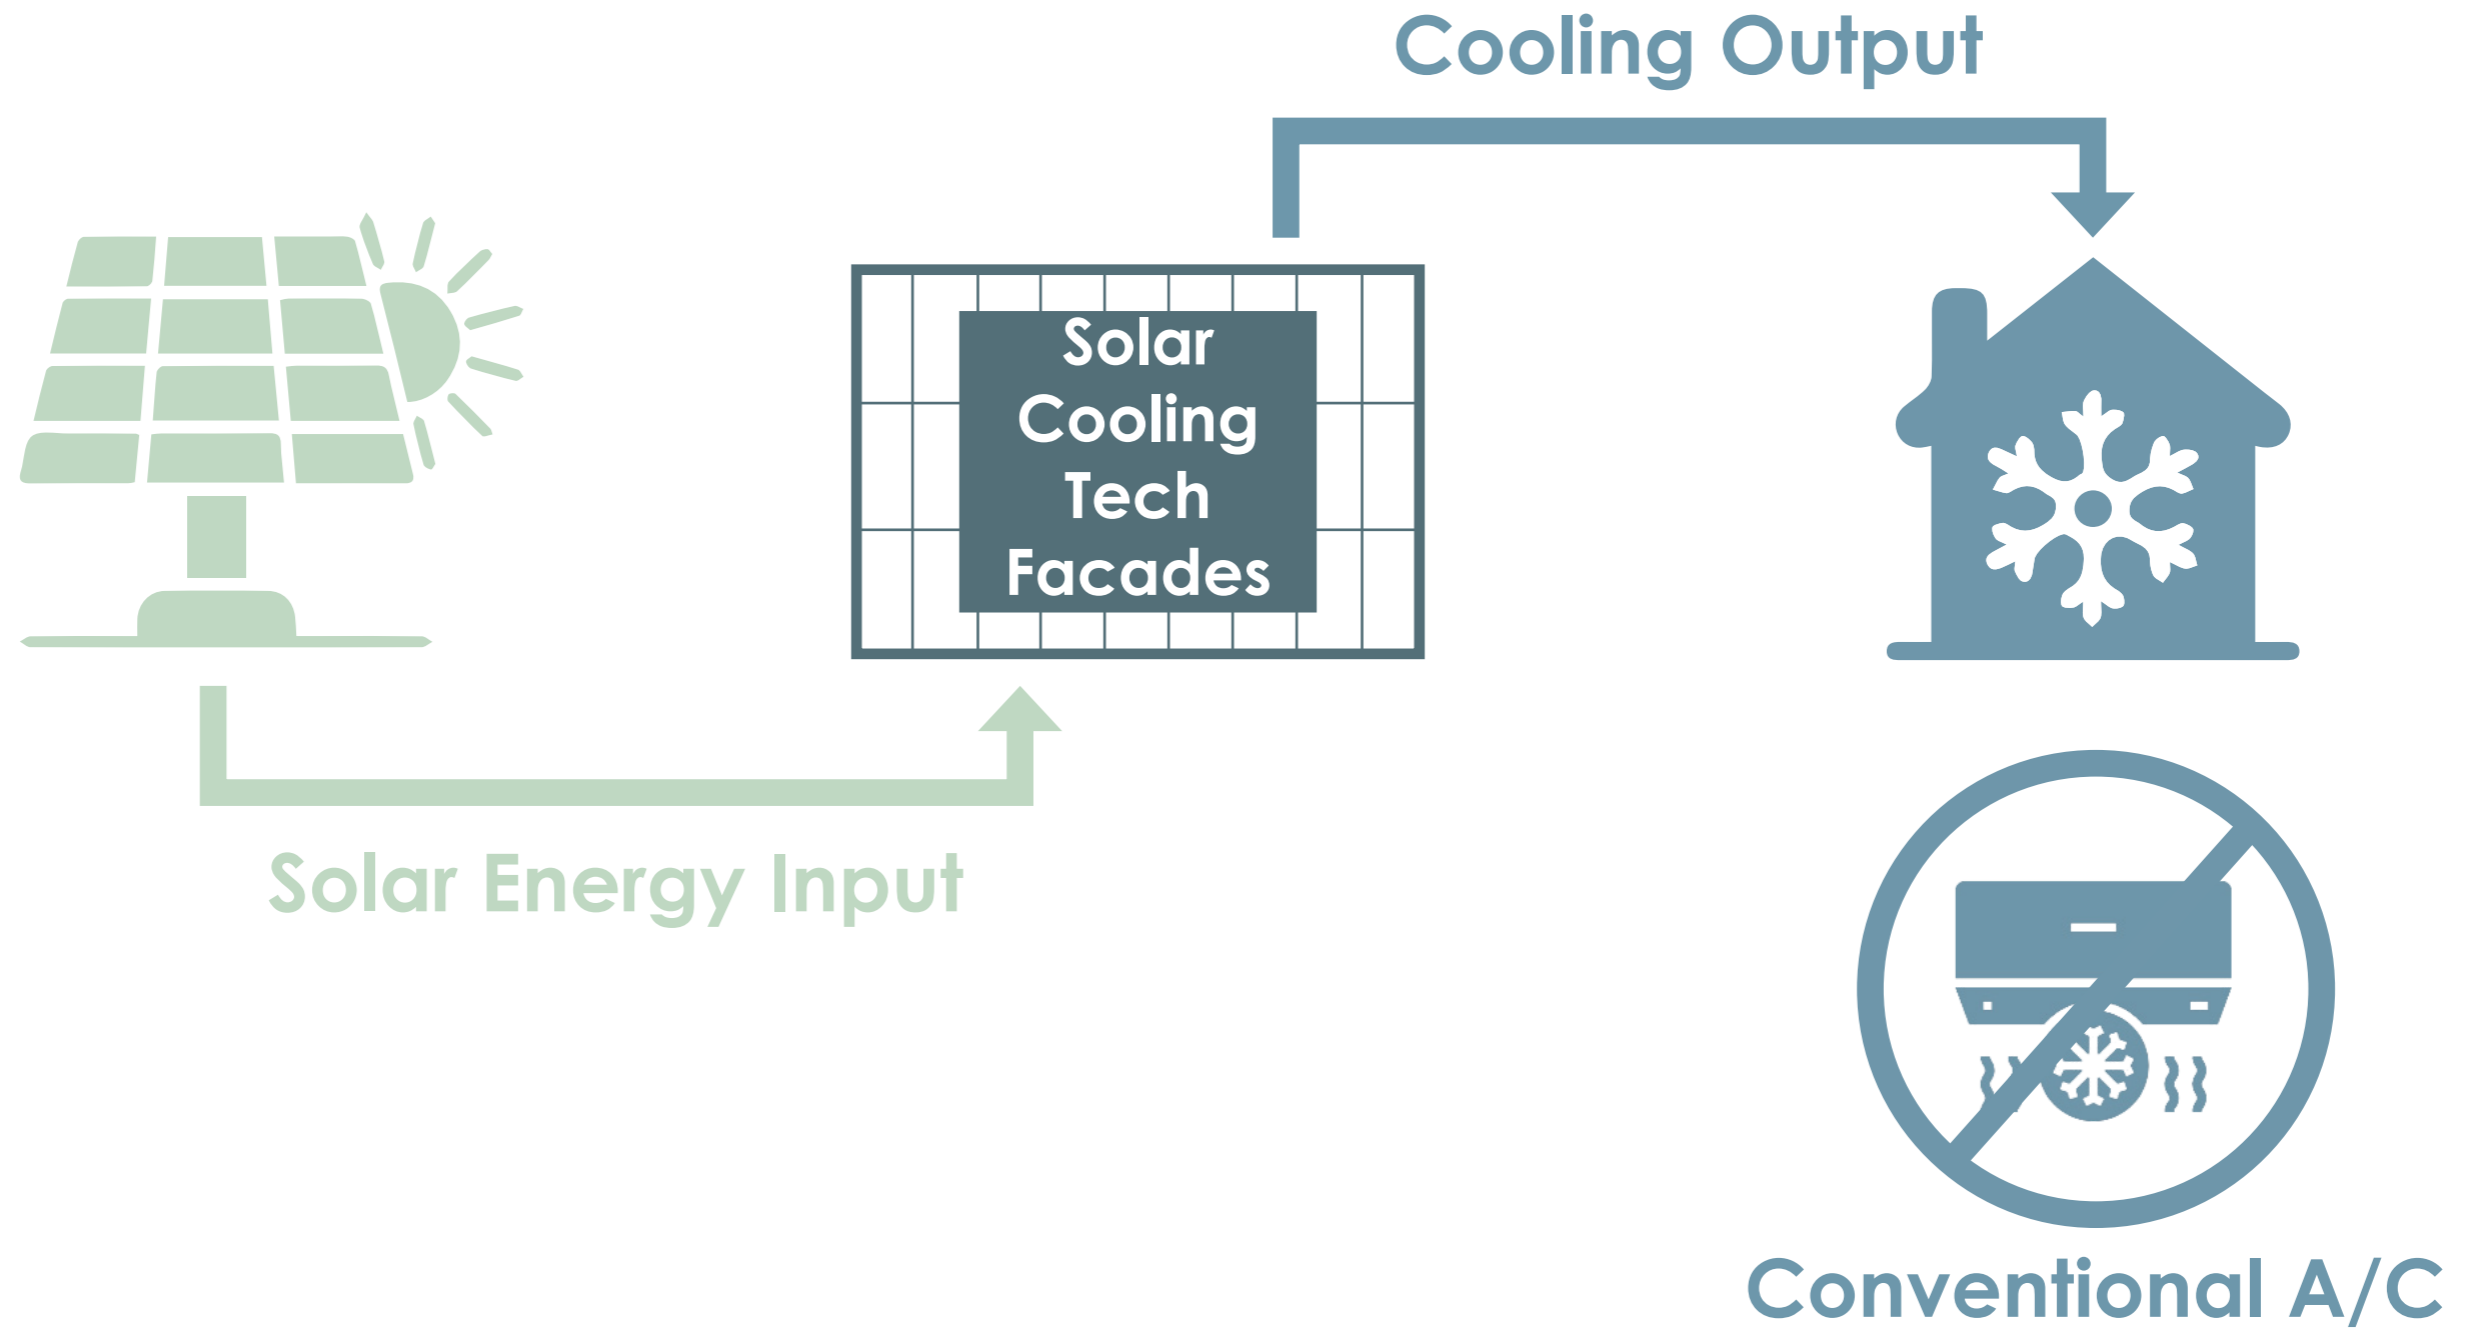 Cooling Output
Solar
Cooling
Tech
Facades
Solar Energy Input
Conventional A/C